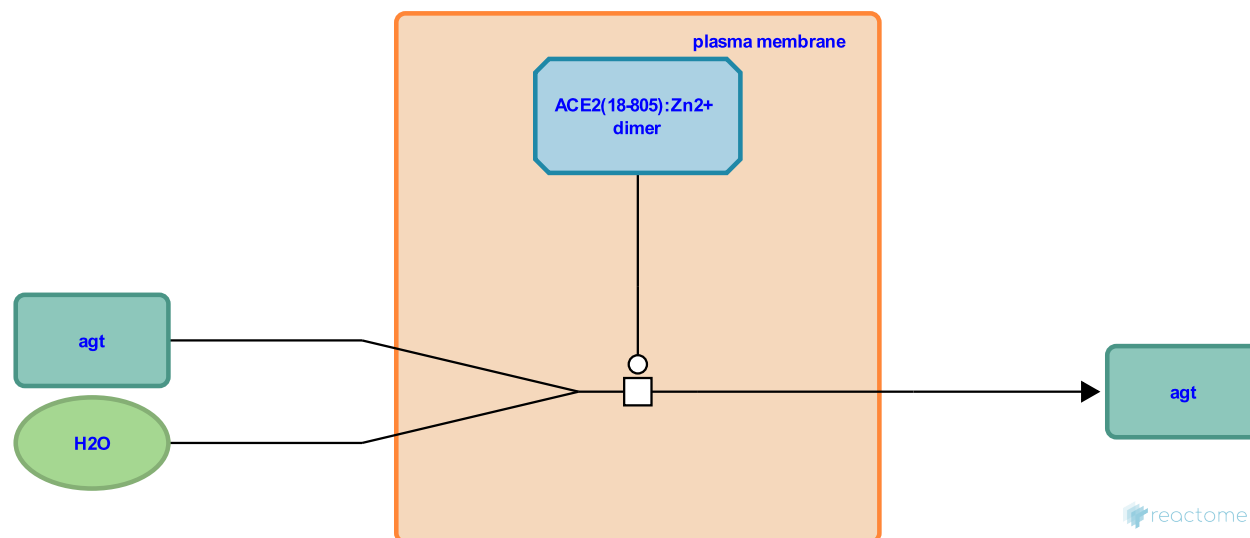 plasma membrane
ACE2(18-805):Zn2+
dimer
agt
agt
H2O
reactome